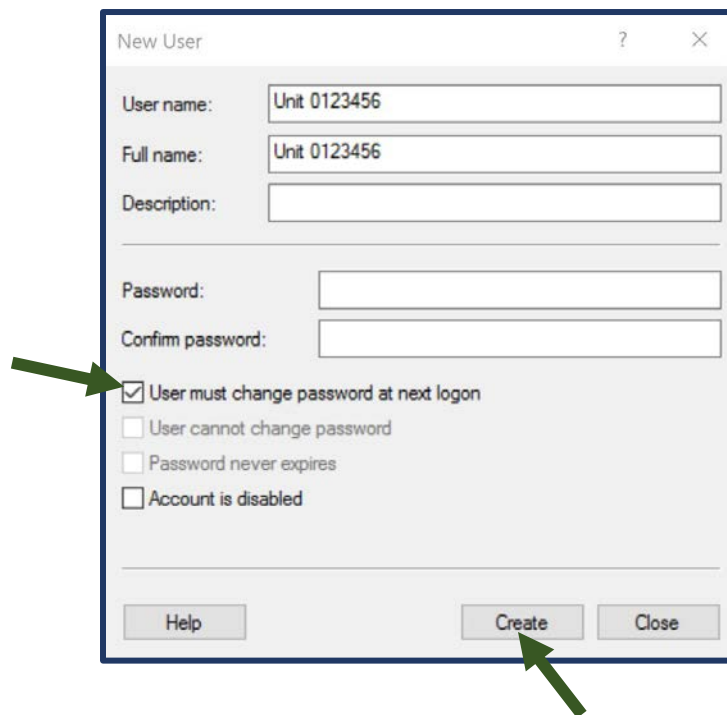 New User ? ×
User name: Unit 0123456
Full name: Unit 0123456
Description:
Password:
Confirm password:
User must change password at next logon
User cannot change password
Password never expires
Account is disabled
Help Create Close